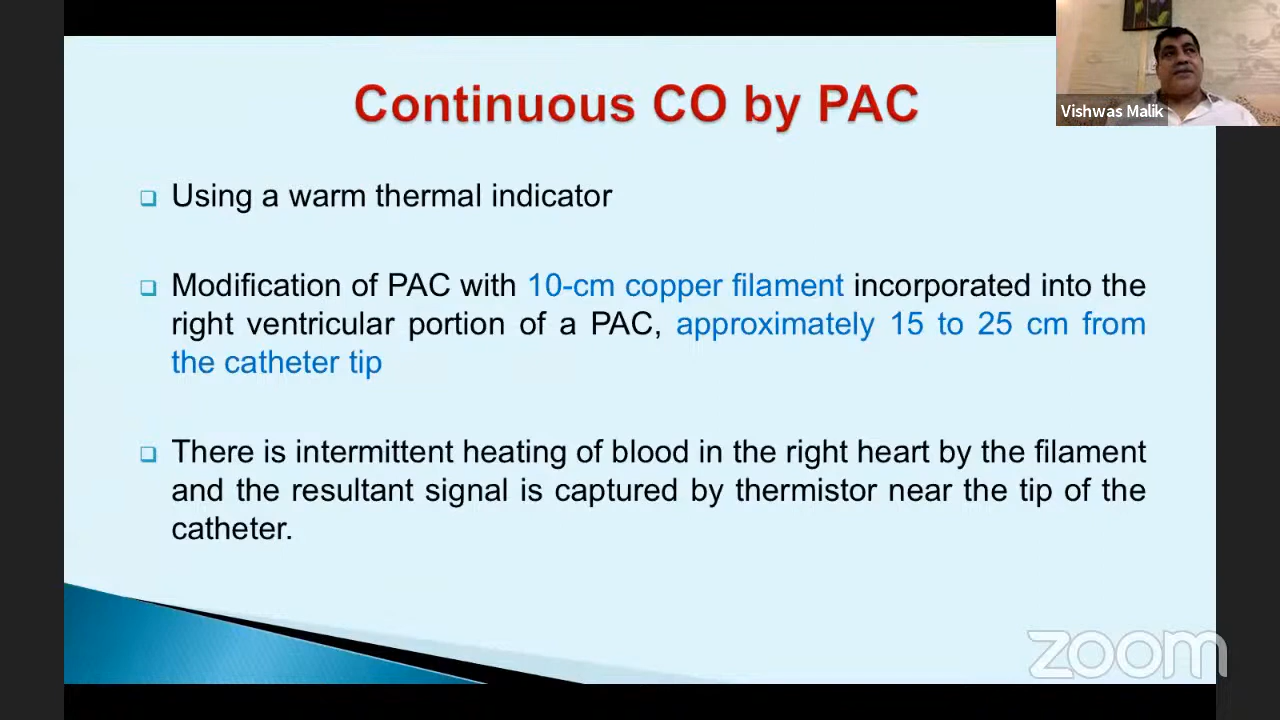 Continuous CO by PAC
Vishwas Malik
Using a warm thermal indicator
Modification of PAC with 10-cm copper filament incorporated into the
right ventricular portion of a PAC, approximately 15 to 25 cm from
the catheter tip
There is intermittent heating of blood in the right heart by the filament
and the resultant signal is captured by thermistor near the tip of the
catheter.
zoom